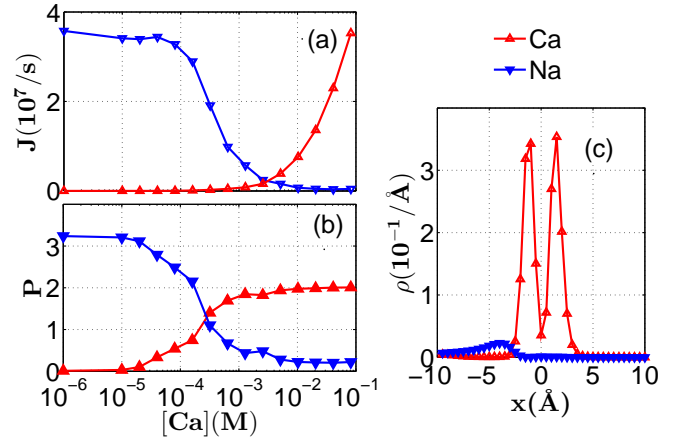 Ca
Na
4
2
0
J(10⁷/s)
(a)
3
2
1
0
P
(b)
10⁻⁶ 10⁻⁵ 10⁻⁴ 10⁻³ 10⁻² 10⁻¹
[Ca](M)
3
2
1
0
ρ(10⁻¹/Å)
(c)
−10 −5 0 5 10
x(Å)